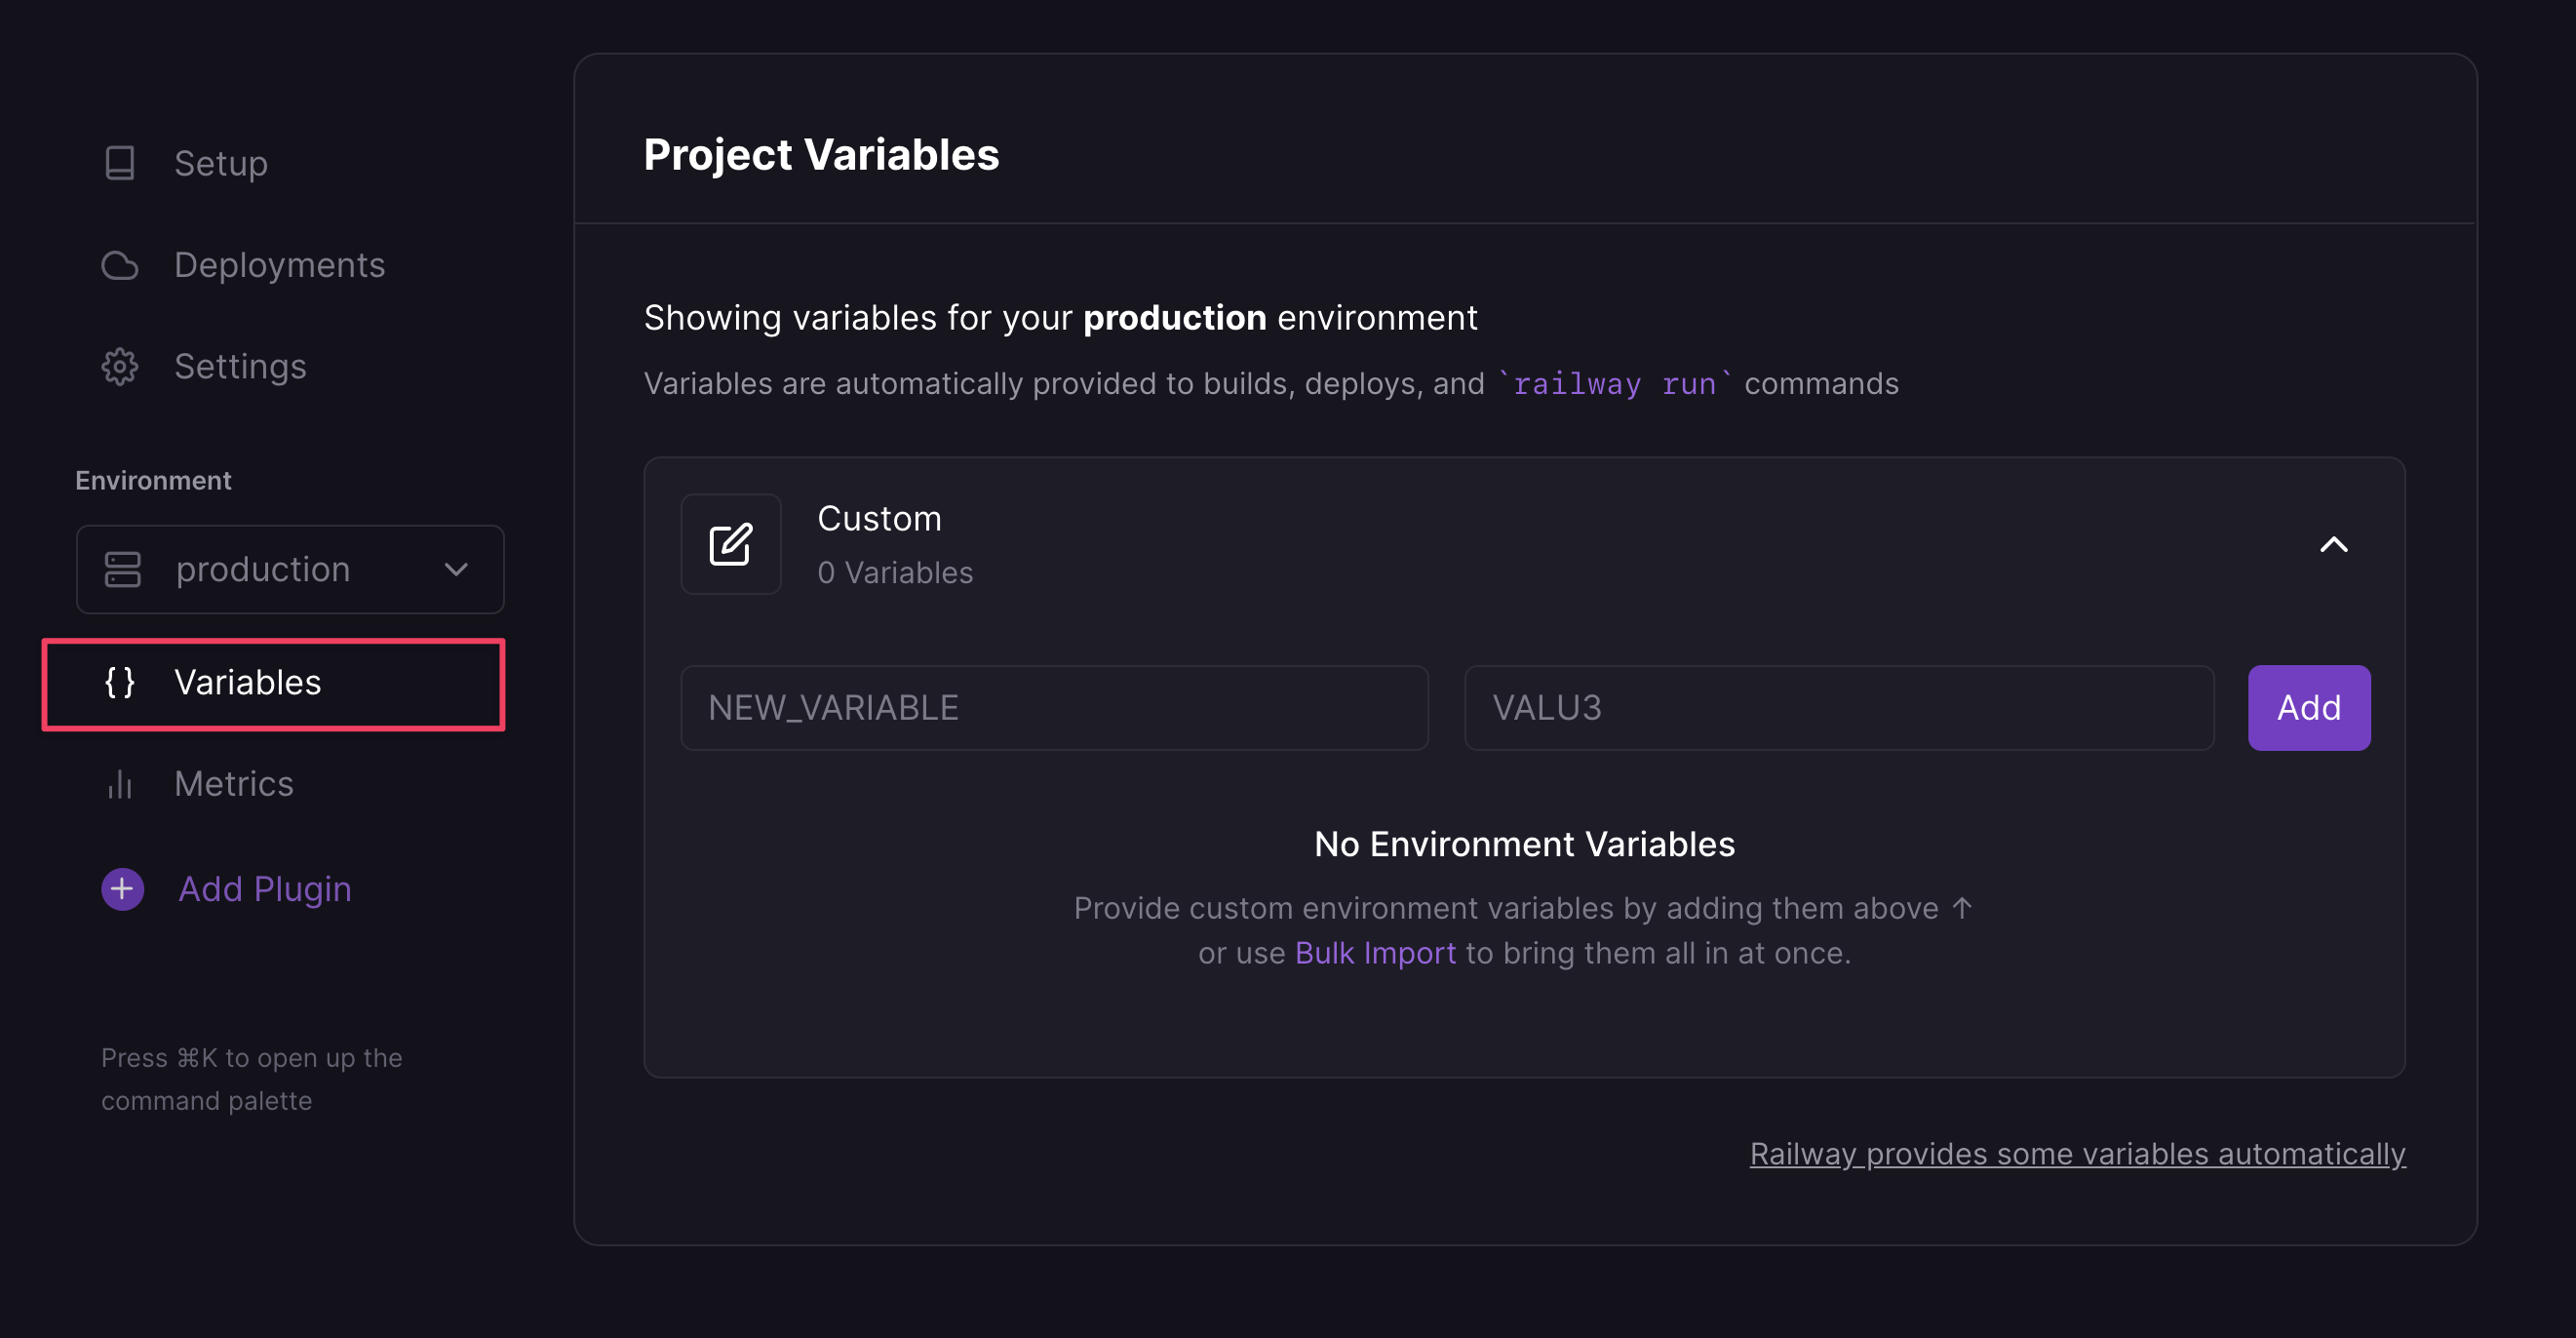 Setup
Deployments
Settings
Environment
production
{ } Variables
Metrics
Add Plugin
Press ⌘K to open up the
command palette
Project Variables
Showing variables for your production environment
Variables are automatically provided to builds, deploys, and `railway run` commands
Custom
0 Variables
NEW_VARIABLE
VALU3
Add
No Environment Variables
Provide custom environment variables by adding them above ↑
or use Bulk Import to bring them all in at once.
Railway provides some variables automatically